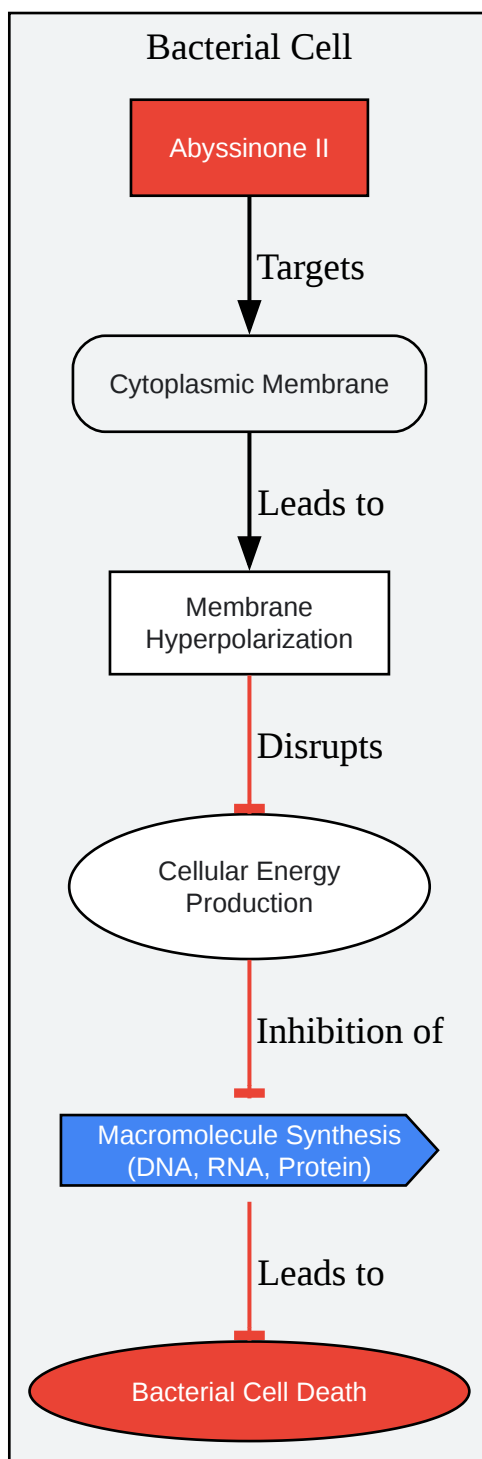 Bacterial Cell
Abyssinone II
Targets
Cytoplasmic Membrane
Leads to
Membrane
Hyperpolarization
Disrupts
Cellular Energy
Production
Inhibition of
Macromolecule Synthesis
(DNA, RNA, Protein)
Leads to
Bacterial Cell Death